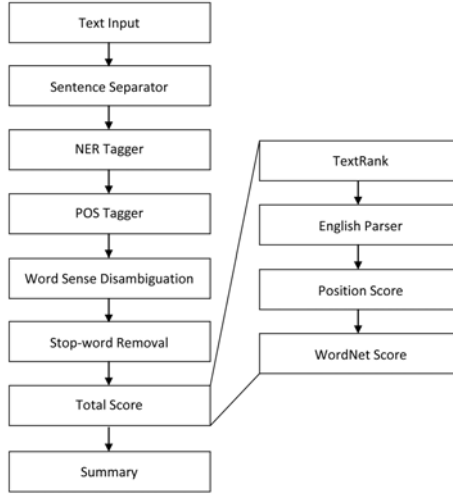 Text Input
Sentence Separator
NER Tagger
POS Tagger
Word Sense Disambiguation
Stop-word Removal
Total Score
Summary
TextRank
English Parser
Position Score
WordNet Score